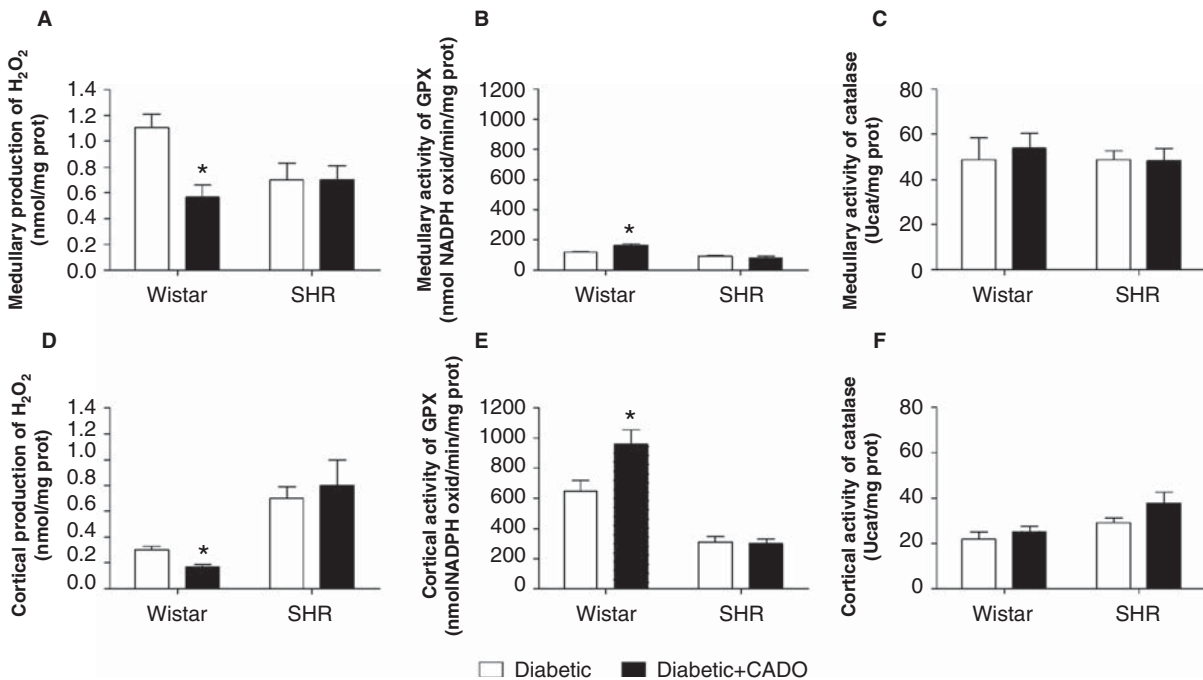 A
Medullary production of H₂O₂
(nmol/mg prot)
1.4
1.2
1.0
0.8
0.6
0.4
0.2
0.0
*
Wistar
SHR
B
Medullary activity of GPX
(nmol NADPH oxid/min/mg prot)
1200
1000
800
600
400
200
0
*
Wistar
SHR
C
Medullary activity of catalase
(Ucat/mg prot)
80
60
40
20
0
Wistar
SHR
D
Cortical production of H₂O₂
(nmol/mg prot)
1.4
1.2
1.0
0.8
0.6
0.4
0.2
0.0
*
Wistar
SHR
E
Cortical activity of GPX
(nmolNADPH oxid/min/mg prot)
1200
1000
800
600
400
200
0
*
Wistar
SHR
F
Cortical activity of catalase
(Ucat/mg prot)
80
60
40
20
0
Wistar
SHR
Diabetic
Diabetic+CADO